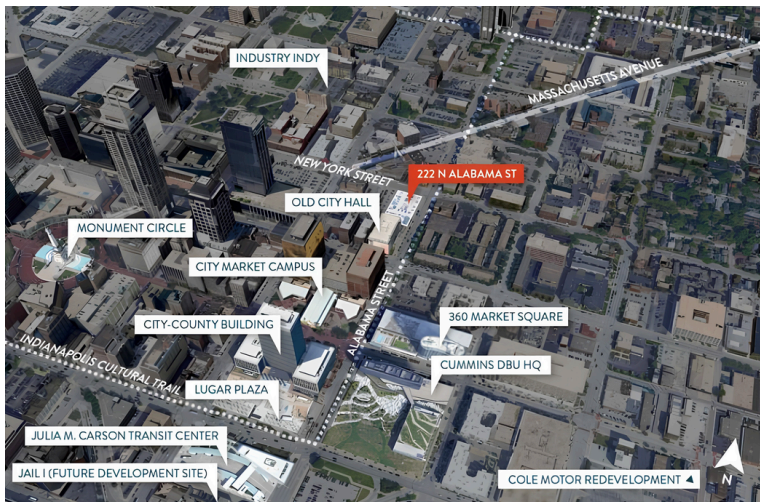 INDUSTRY INDY
MASSACHUSETTS AVENUE
NEW YORK STREET
222 N ALABAMA ST
OLD CITY HALL
MONUMENT CIRCLE
CITY MARKET CAMPUS
ALABAMA STREET
360 MARKET SQUARE
CITY-COUNTY BUILDING
INDIANAPOLIS CULTURAL TRAIL
CUMMINS DBU HQ
LUGAR PLAZA
JULIA M. CARSON TRANSIT CENTER
JAIL I (FUTURE DEVELOPMENT SITE)
COLE MOTOR REDEVELOPMENT
N